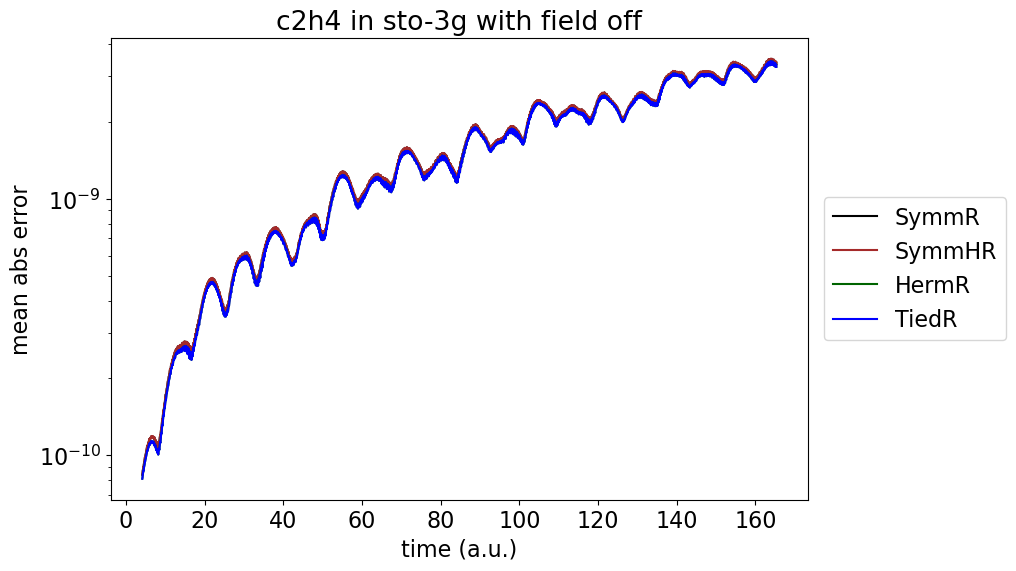 c2h4 in sto-3g with field off
mean abs error
10⁻⁹
10⁻¹⁰
0 20 40 60 80 100 120 140 160
time (a.u.)
SymmR
SymmHR
HermR
TiedR